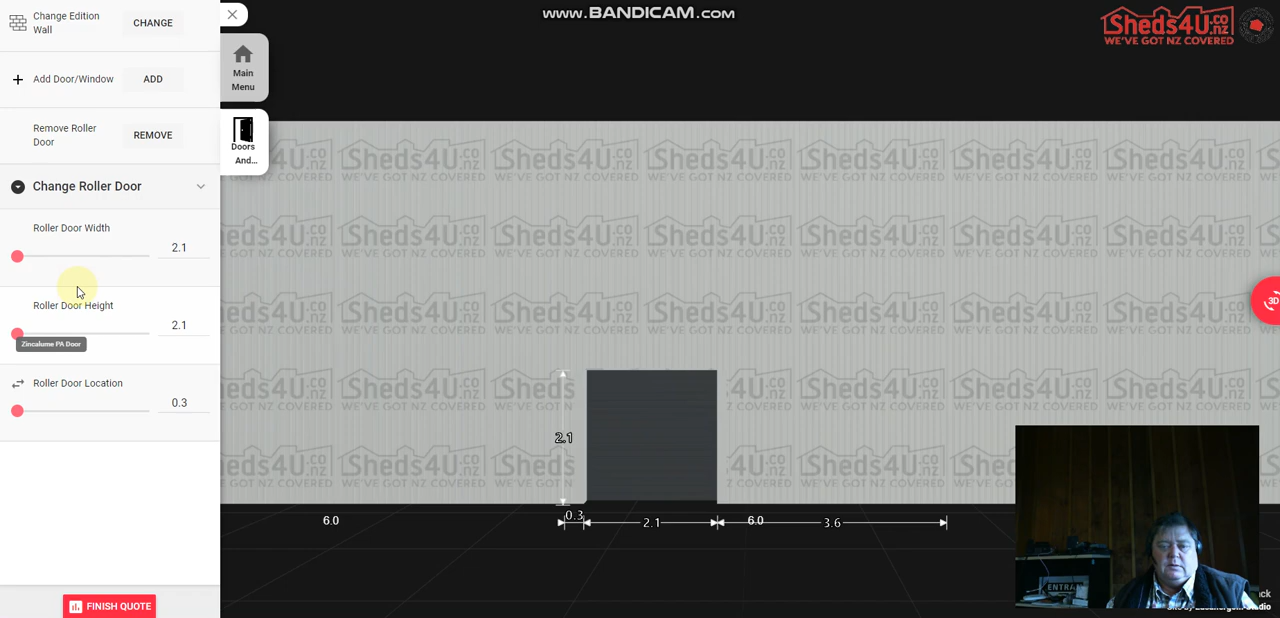 Change Edition
Wall
CHANGE
Add Door/Window
ADD
Remove Roller
Door
REMOVE
Change Roller Door
Roller Door Width
2.1
Roller Door Height
2.1
Zincalume PA Door
Roller Door Location
0.3
FINISH QUOTE
Main
Menu
Doors
And...
www.BANDICAM.com
Sheds4U.co.nz
WE'VE GOT NZ COVERED
3D
2.1
0.3
2.1
6.0
3.6
6.0
ENTRA